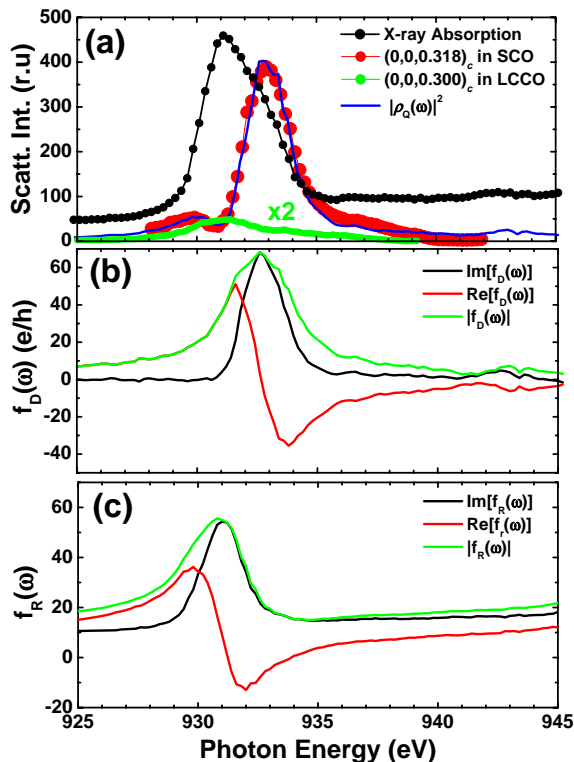 (a)
X-ray Absorption
(0,0,0.318)c in SCO
(0,0,0.300)c in LCCO
|ρQ(ω)|²
x2
Scatt. Int. (r.u)
500
400
300
200
100
0
(b)
Im[fD(ω)]
Re[fD(ω)]
|fD(ω)|
fD(ω) (e/h)
60
40
20
0
-20
-40
(c)
Im[fR(ω)]
Re[fr(ω)]
|fR(ω)|
fR(ω)
60
40
20
0
-20
925 930 935 940 945
Photon Energy (eV)